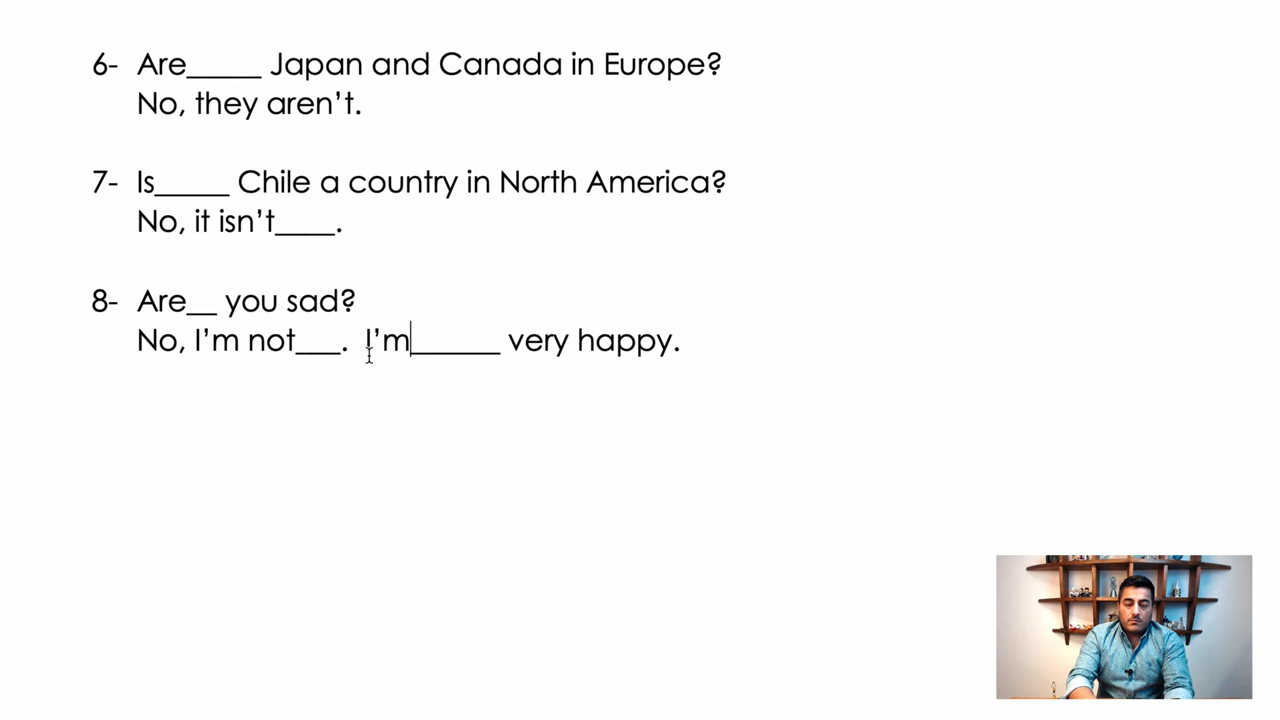 6- Are_____ Japan and Canada in Europe?
No, they aren’t.
7- Is_____ Chile a country in North America?
No, it isn’t____.
8- Are__ you sad?
No, I’m not___. I’m______ very happy.